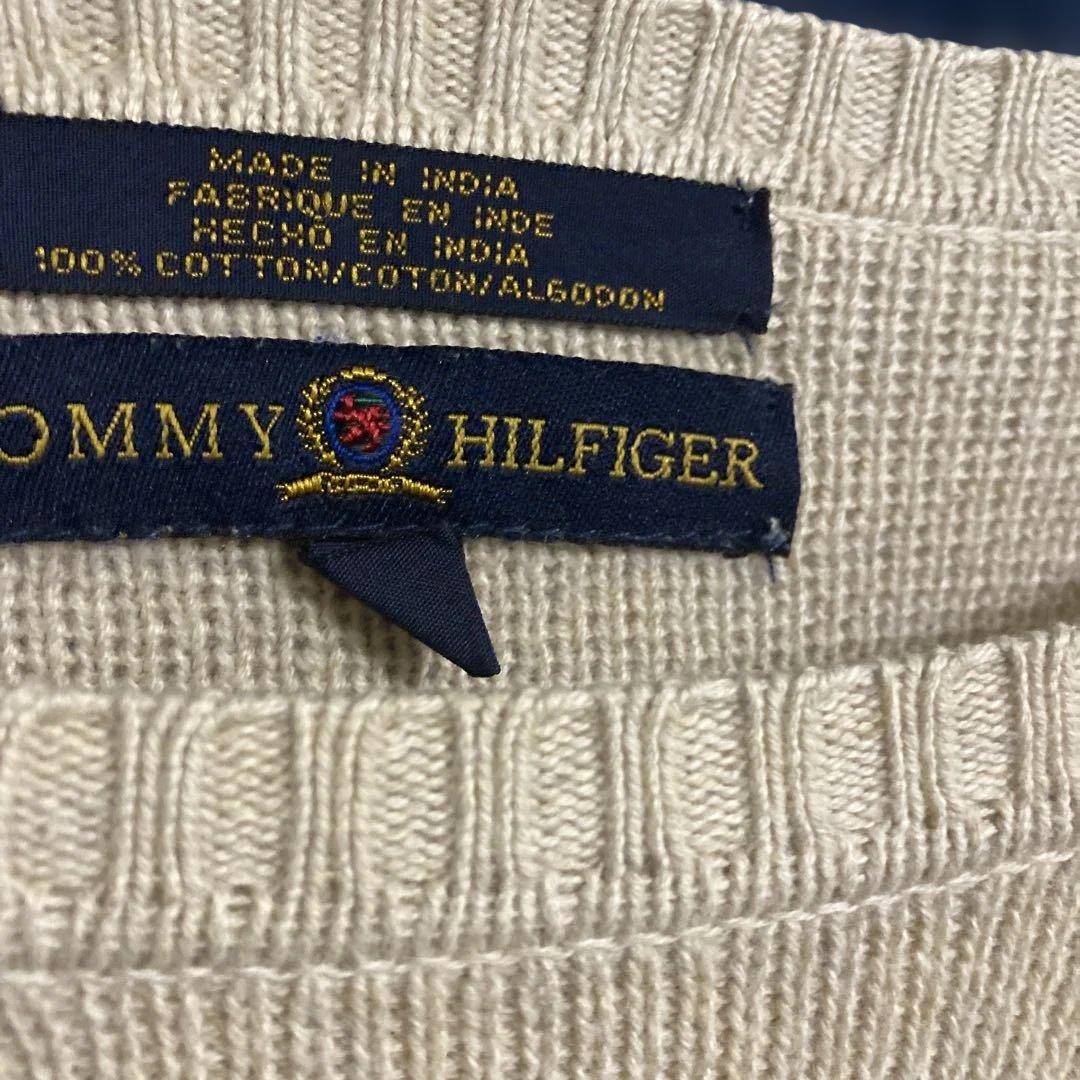 MADE IN INDIA
FABRIQUE EN INDE
HECHO EN INDIA
100% COTTON/COTON/ALGODON
OMMY HILFIGER